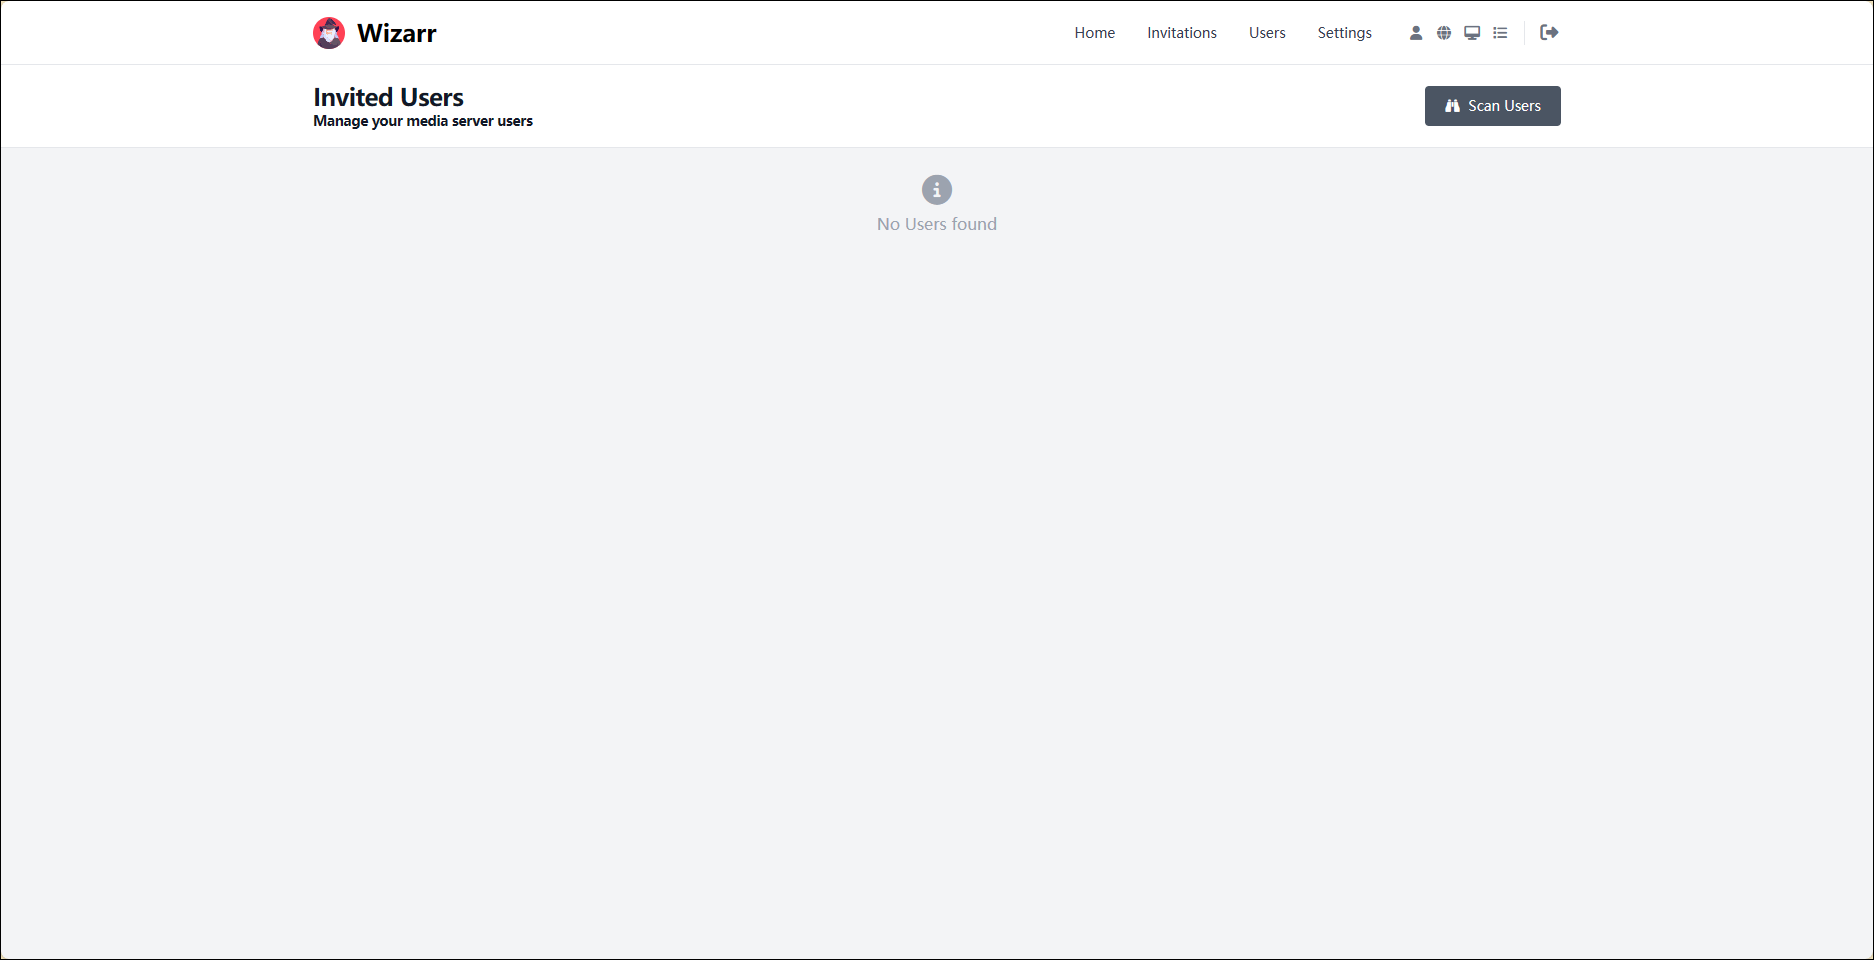 Wizarr
Home
Invitations
Users
Settings
Invited Users
Manage your media server users
Scan Users
No Users found